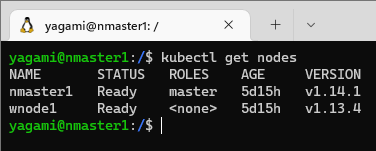 yagami@nmaster1: /
yagami@nmaster1:/$ kubectl get nodes
NAME       STATUS   ROLES    AGE     VERSION
nmaster1   Ready    master   5d15h   v1.14.1
wnode1     Ready    <none>   5d15h   v1.13.4
yagami@nmaster1:/$